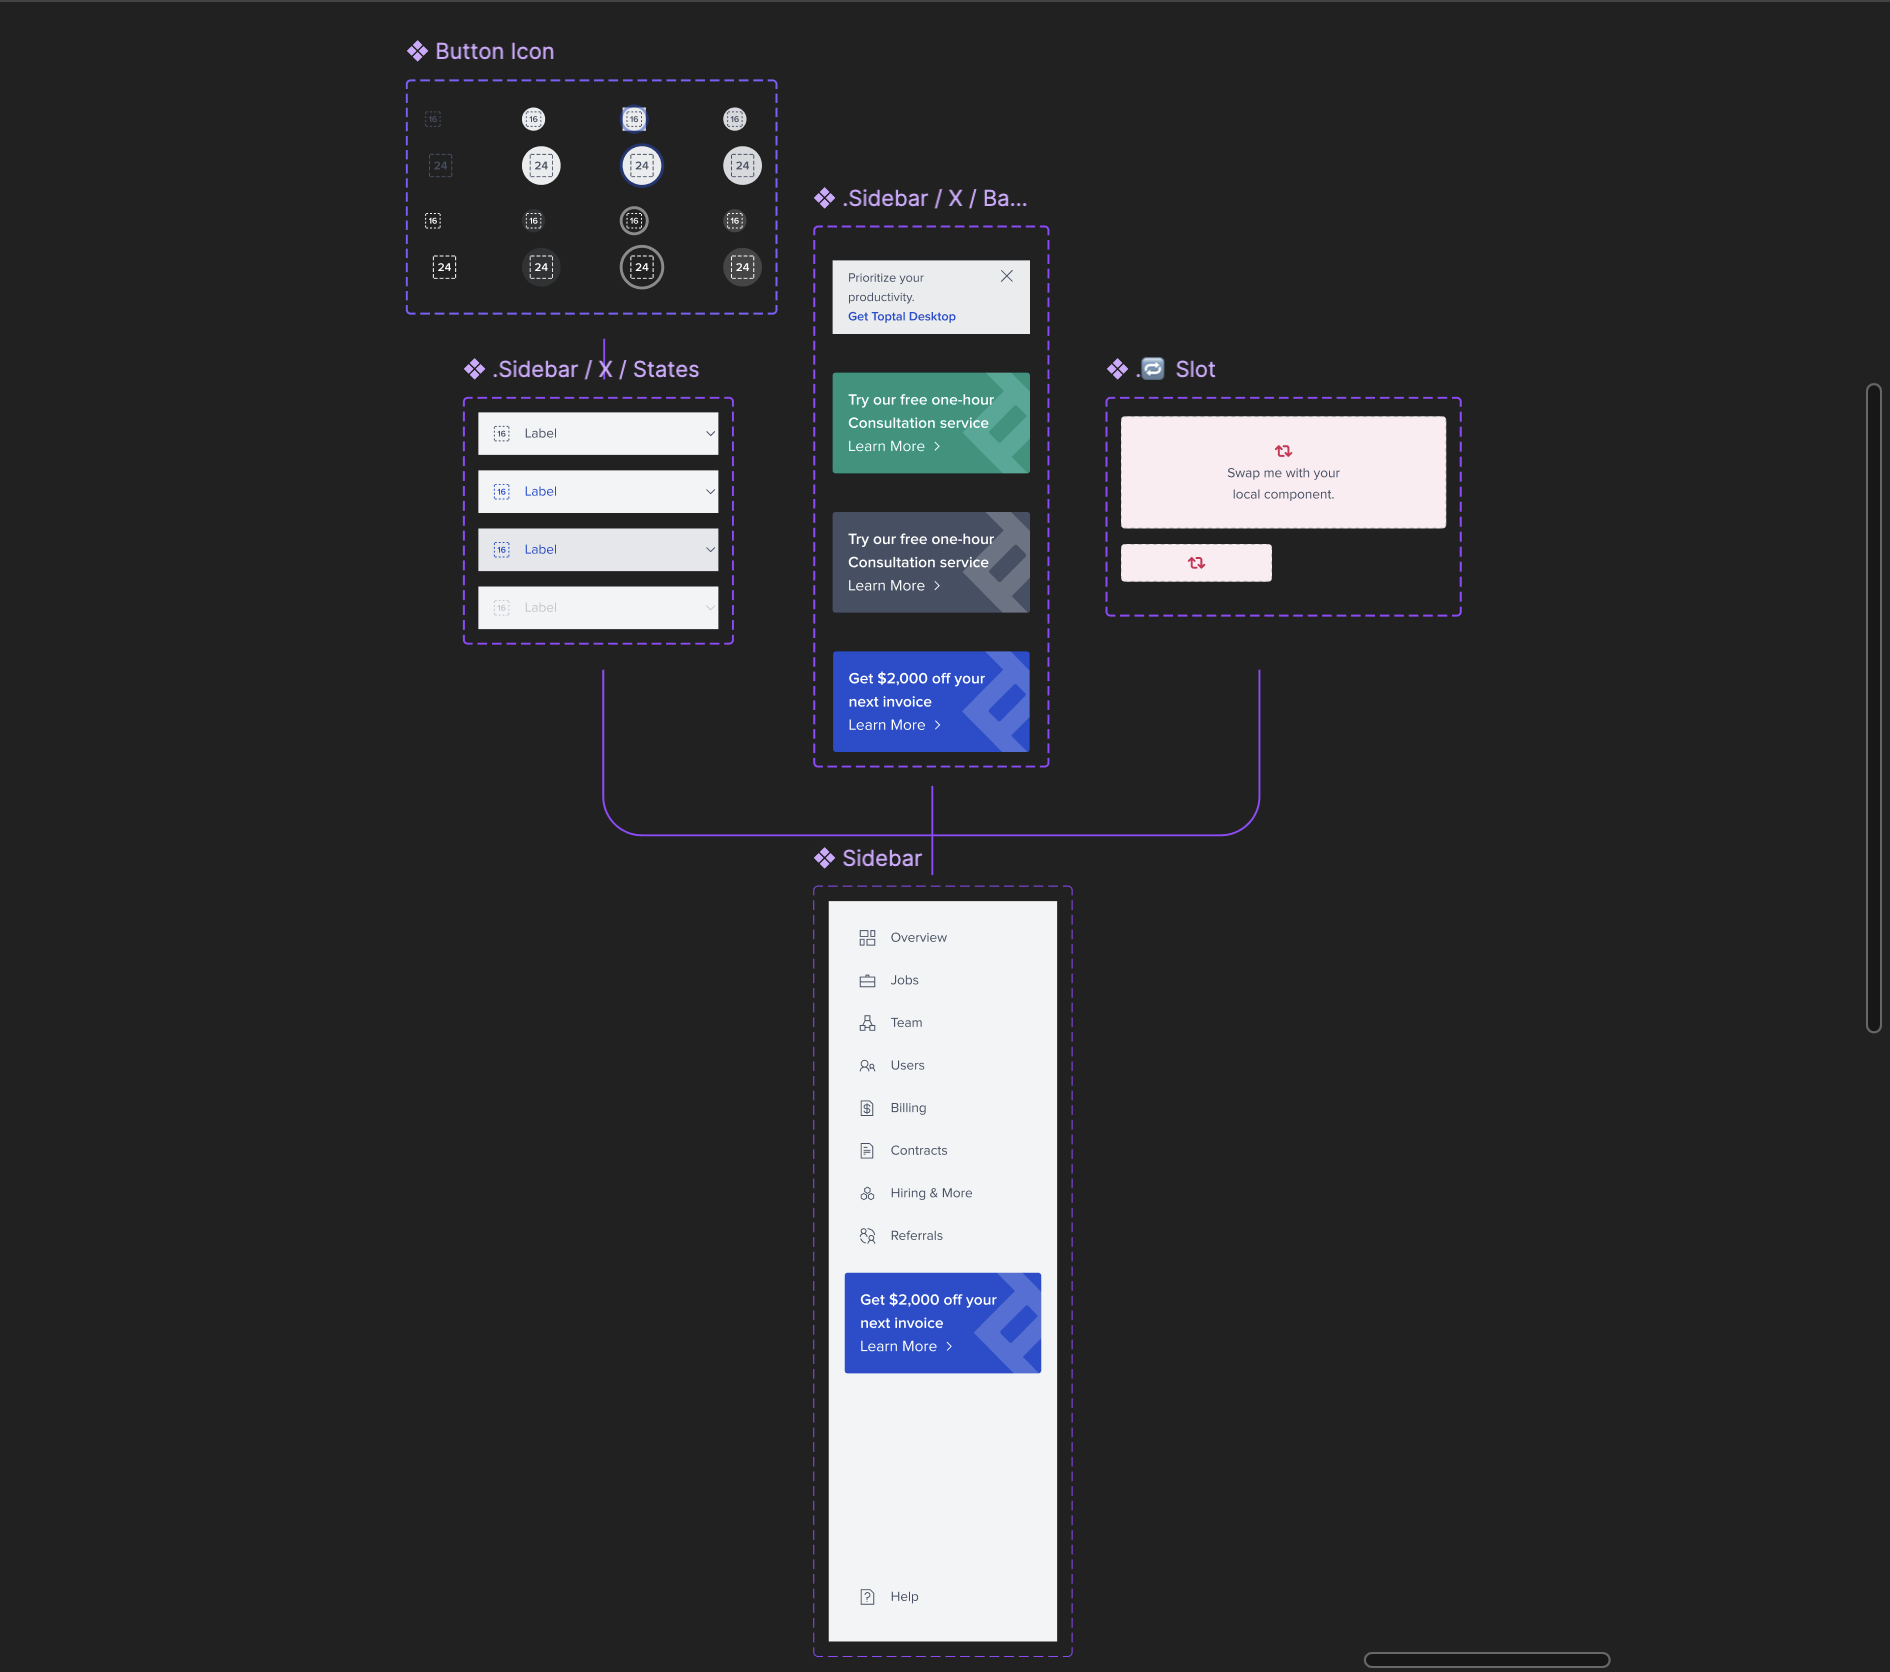 Button Icon
16 16 16 16
24 24 24 24
16 16 16 16
24 24 24 24
.Sidebar / X / States
16 Label
16 Label
16 Label
16 Label
.Sidebar / X / Ba...
Prioritize your
productivity.
Get Toptal Desktop
Try our free one-hour
Consultation service
Learn More >
Try our free one-hour
Consultation service
Learn More >
Get $2,000 off your
next invoice
Learn More >
.🔁 Slot
Swap me with your
local component.
Sidebar
Overview
Jobs
Team
Users
Billing
Contracts
Hiring & More
Referrals
Get $2,000 off your
next invoice
Learn More >
Help